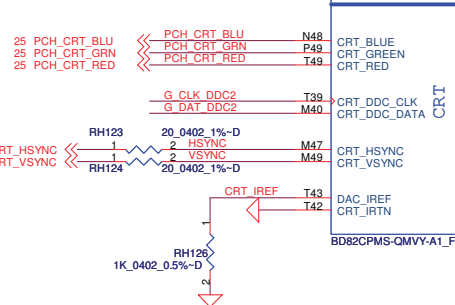 25 PCH_CRT_BLU PCH_CRT_BLU N48 CRT_BLUE
25 PCH_CRT_GRN PCH_CRT_GRN P49 CRT_GREEN
25 PCH_CRT_RED PCH_CRT_RED T49 CRT_RED
CRT
G_CLK_DDC2 T39 CRT_DDC_CLK
G_DAT_DDC2 M40 CRT_DDC_DATA
RH123 20_0402_1%~D
RT_HSYNC 1 2 HSYNC M47 CRT_HSYNC
RT_VSYNC 1 2 VSYNC M49 CRT_VSYNC
RH124 20_0402_1%~D
CRT_IREF T43 DAC_IREF
T42 CRT_IRTN
1
BD82CPMS-QMVY-A1_F
RH126
1K_0402_0.5%~D
2